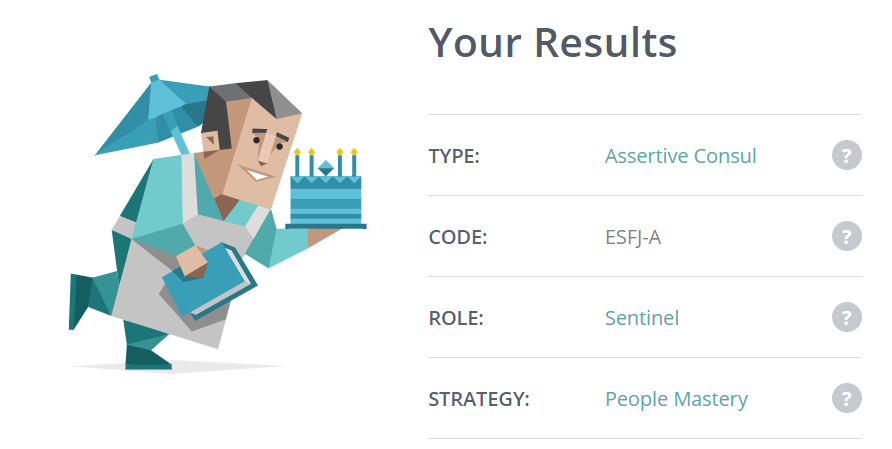 Your Results
TYPE: Assertive Consul ?
CODE: ESFJ-A ?
ROLE: Sentinel ?
STRATEGY: People Mastery ?